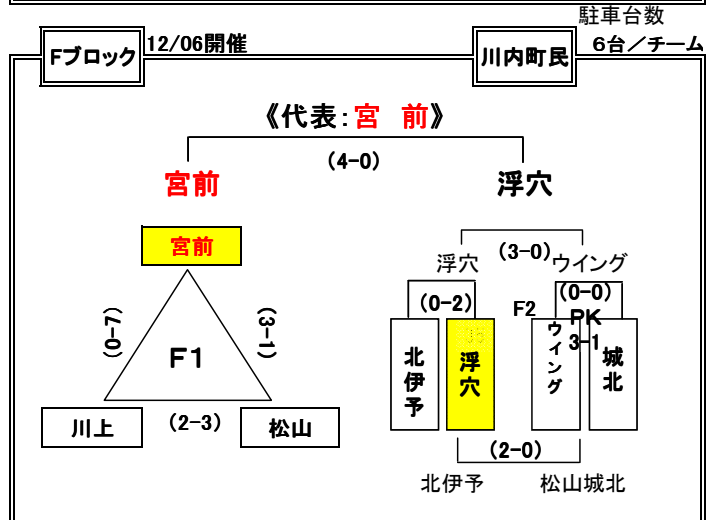 駐車台数
Fブロック
12/06開催
川内町民
6台／チーム
《代表：宮　前》
(4-0)
宮前
浮穴
宮前
(0-7)
(3-1)
F1
川上
(2-3)
松山
(3-0)
浮穴
ウイング
(0-2)
F2
(0-0)
PK
3-1
北伊予
浮穴
ウイング
城北
(2-0)
北伊予
松山城北